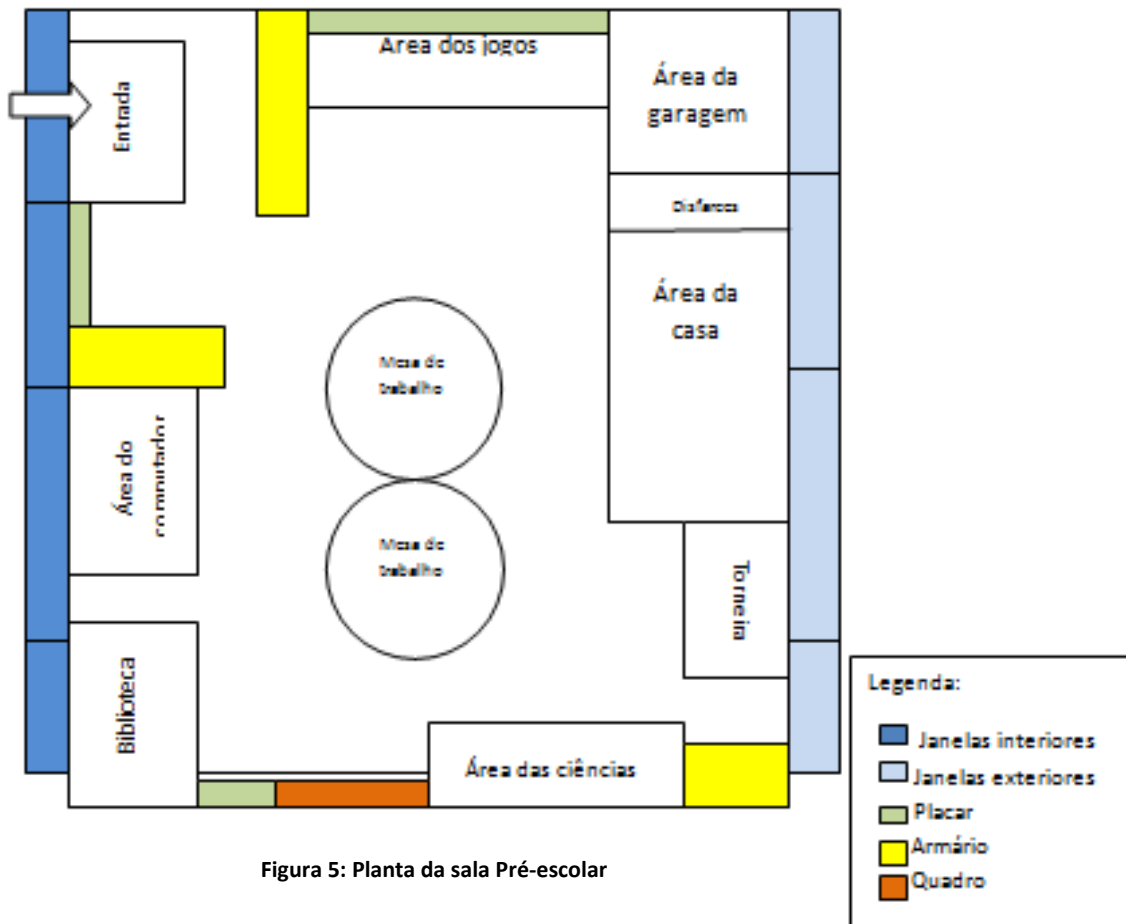 Área dos jogos
Área da
garagem
Entrada
Disfarces
Área da
casa
Mesa de
trabalho
Área do
computador
Mesa de
trabalho
Torneira
Biblioteca
Área das ciências
Legenda:
Janelas interiores
Janelas exteriores
Placar
Armário
Quadro
Figura 5: Planta da sala Pré-escolar